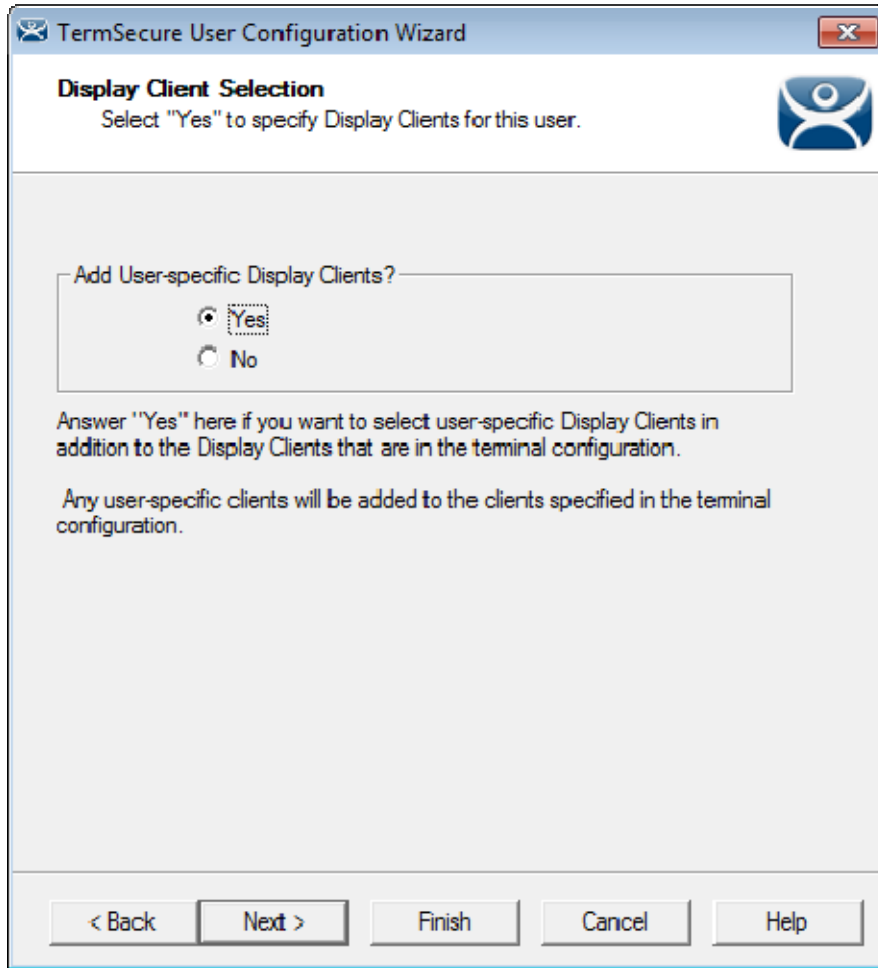 TermSecure User Configuration Wizard
Display Client Selection
Select "Yes" to specify Display Clients for this user.
Add User-specific Display Clients?
Yes
No
Answer "Yes" here if you want to select user-specific Display Clients in
addition to the Display Clients that are in the terminal configuration.
Any user-specific clients will be added to the clients specified in the terminal
configuration.
< Back Next > Finish Cancel Help